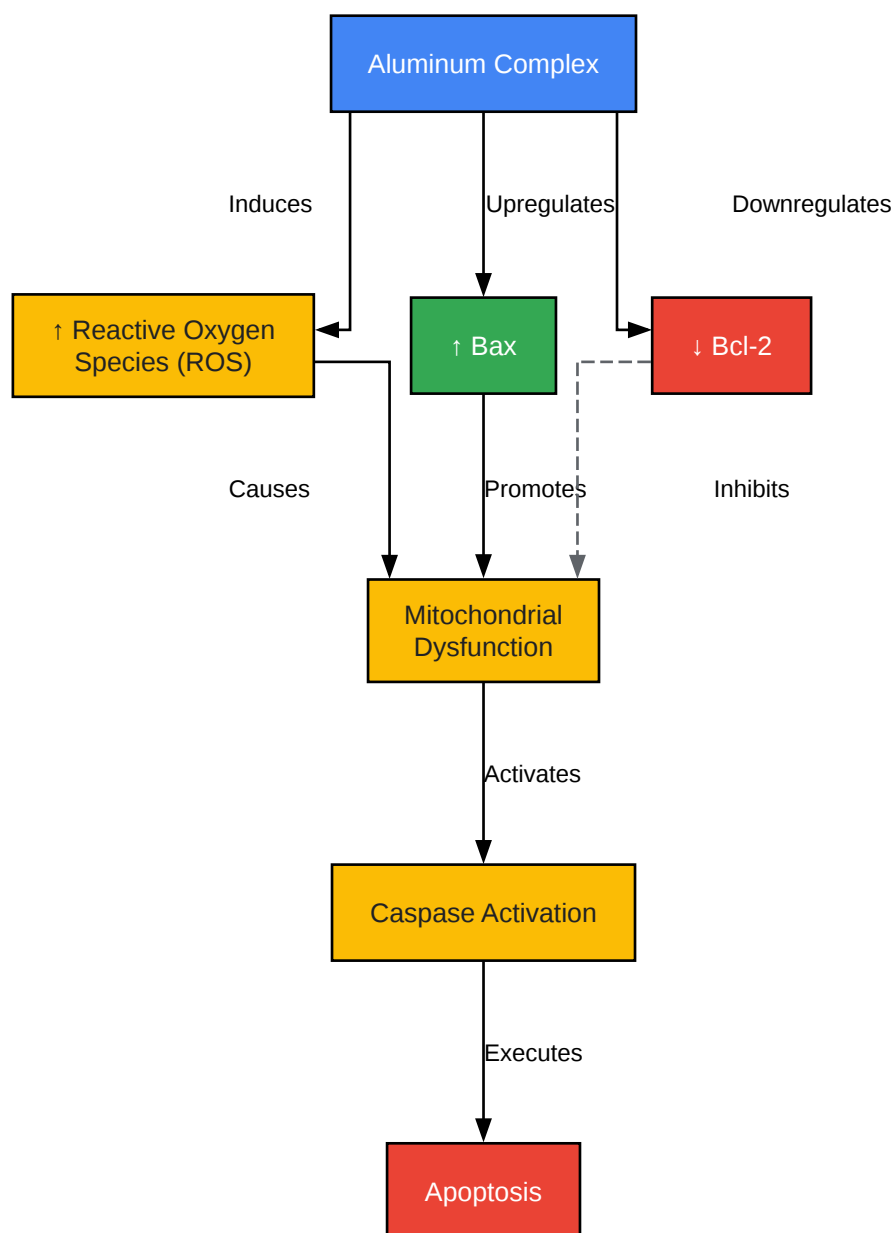 Aluminum Complex
Induces
Upregulates
Downregulates
↑ Reactive Oxygen
Species (ROS)
↑ Bax
↓ Bcl-2
Causes
Promotes
Inhibits
Mitochondrial
Dysfunction
Activates
Caspase Activation
Executes
Apoptosis